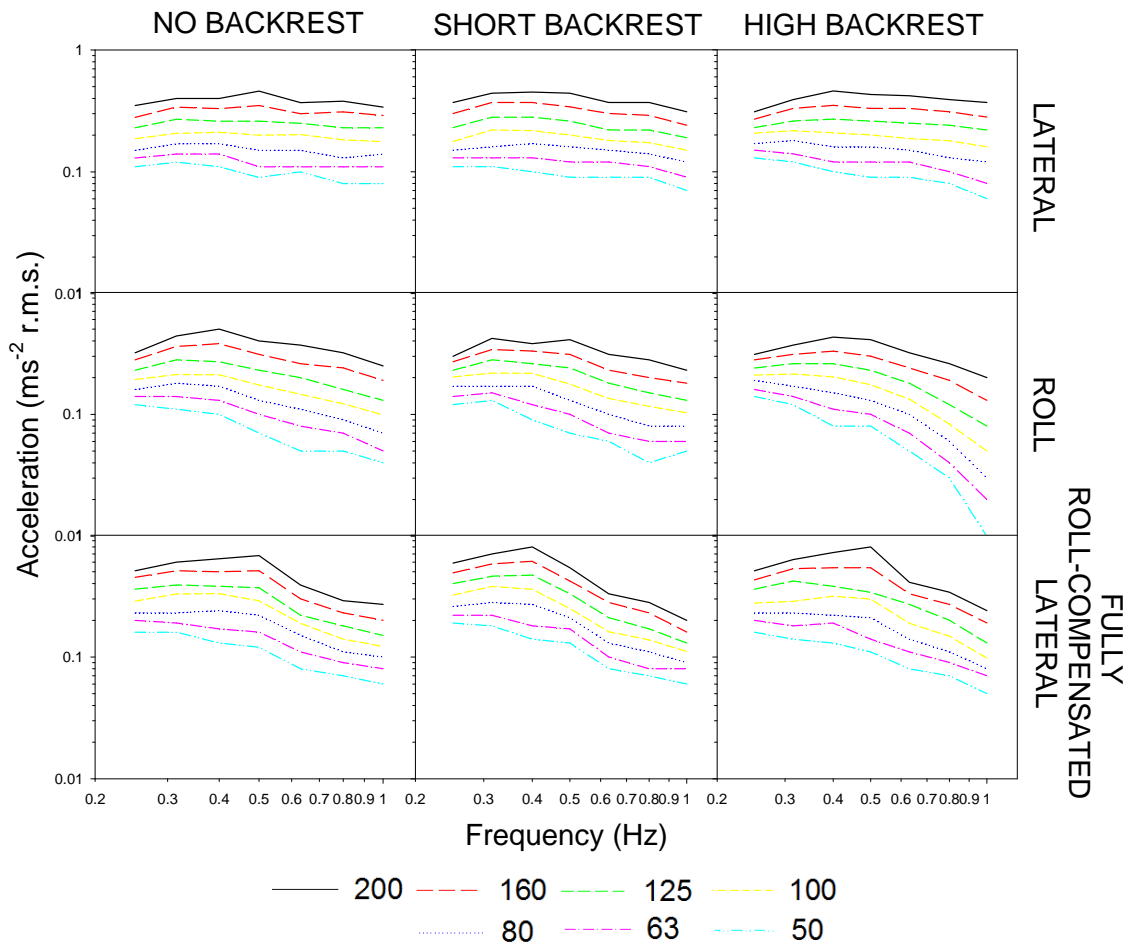 NO BACKREST SHORT BACKREST HIGH BACKREST
1
0.1
0.01
0.1
0.01
0.1
0.01
Acceleration (ms⁻² r.m.s.)
LATERAL
ROLL
FULLY
ROLL-COMPENSATED
LATERAL
0.2 0.3 0.4 0.5 0.6 0.7 0.8 0.9 1 0.2 0.3 0.4 0.5 0.6 0.7 0.8 0.9 1 0.2 0.3 0.4 0.5 0.6 0.7 0.8 0.9 1
Frequency (Hz)
200 160 125 100
80 63 50